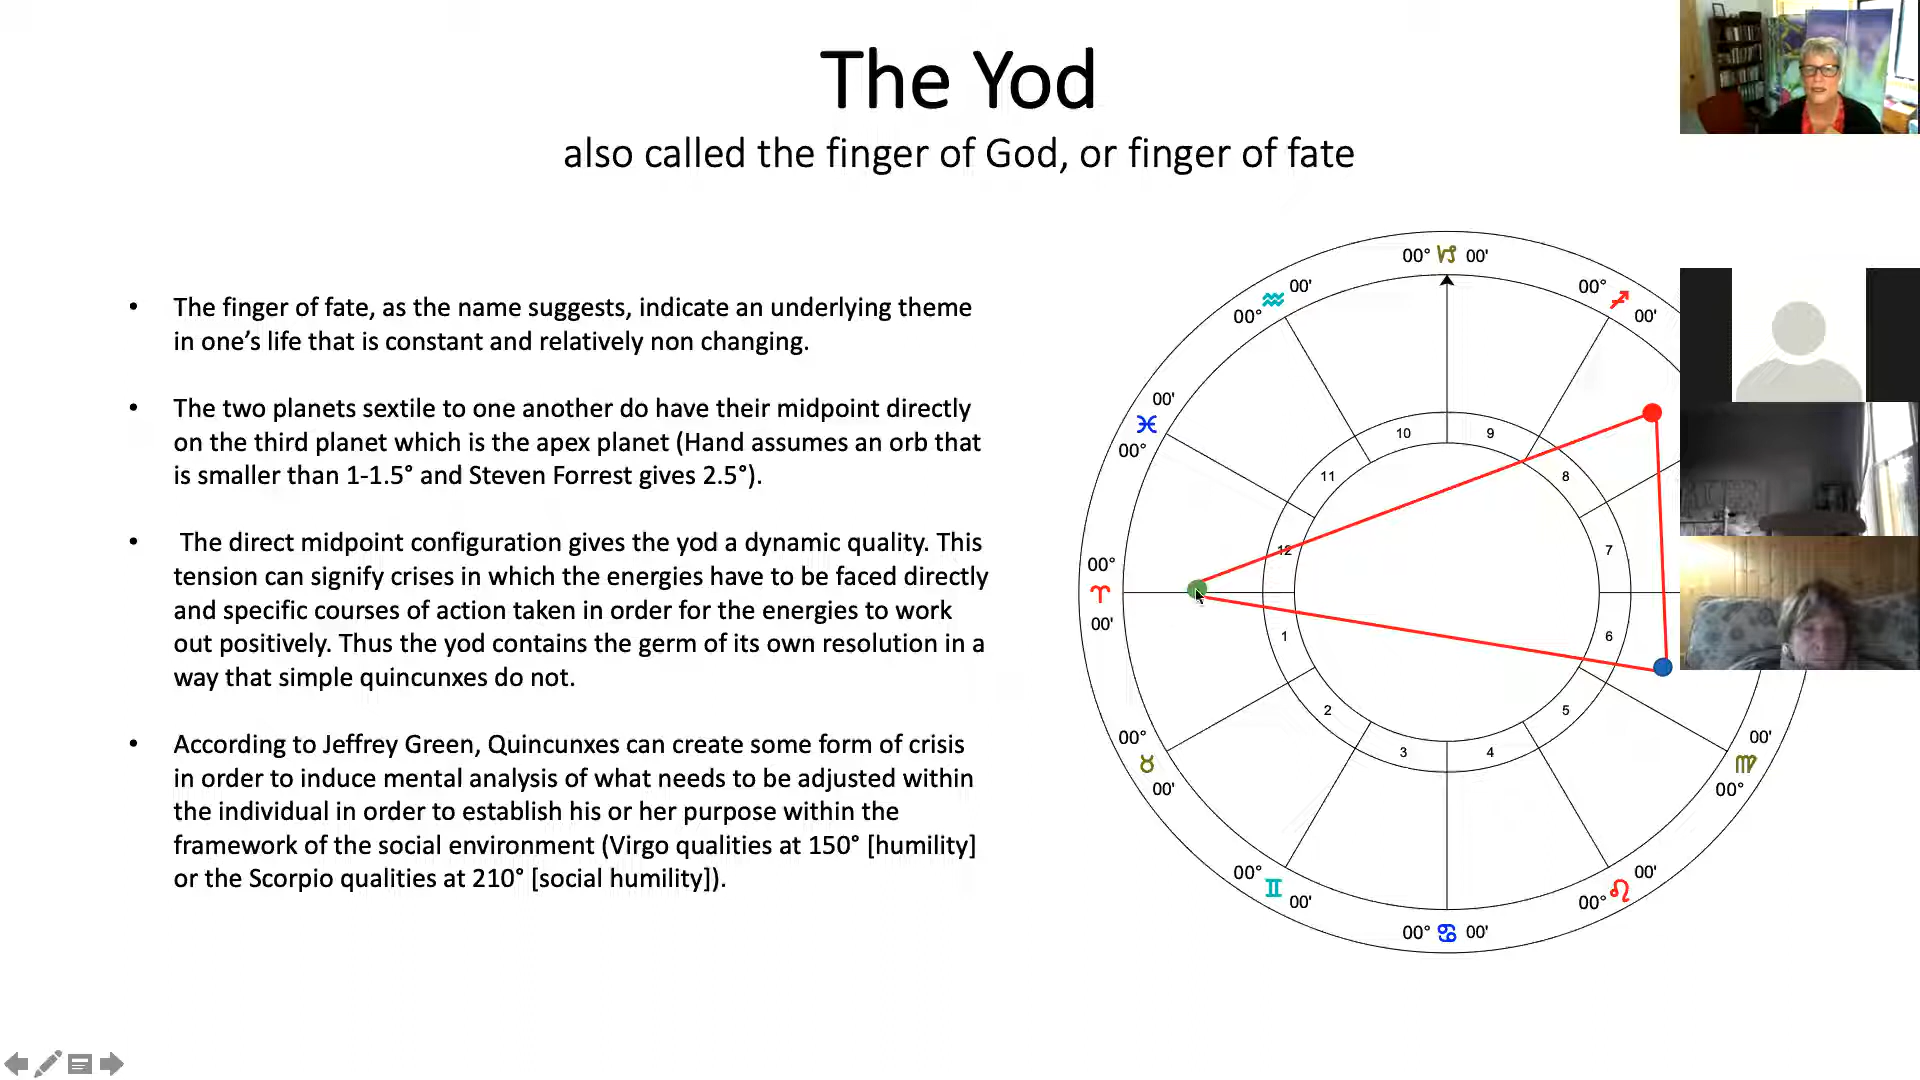 The Yod
also called the finger of God, or finger of fate
• The finger of fate, as the name suggests, indicate an underlying theme
in one’s life that is constant and relatively non changing.
• The two planets sextile to one another do have their midpoint directly
on the third planet which is the apex planet (Hand assumes an orb that
is smaller than 1-1.5° and Steven Forrest gives 2.5°).
• The direct midpoint configuration gives the yod a dynamic quality. This
tension can signify crises in which the energies have to be faced directly
and specific courses of action taken in order for the energies to work
out positively. Thus the yod contains the germ of its own resolution in a
way that simple quincunxes do not.
• According to Jeffrey Green, Quincunxes can create some form of crisis
in order to induce mental analysis of what needs to be adjusted within
the individual in order to establish his or her purpose within the
framework of the social environment (Virgo qualities at 150° [humility]
or the Scorpio qualities at 210° [social humility]).
00° ♑ 00'
00° ♐ 00'
00° ♒ 00'
00' ♓ 00°
00° ♈ 00'
00° ♉ 00'
00° ♊ 00'
00° ♋ 00'
00° ♌ 00'
00' ♍ 00°
10
9
11
8
12
7
1
6
2
5
3
4